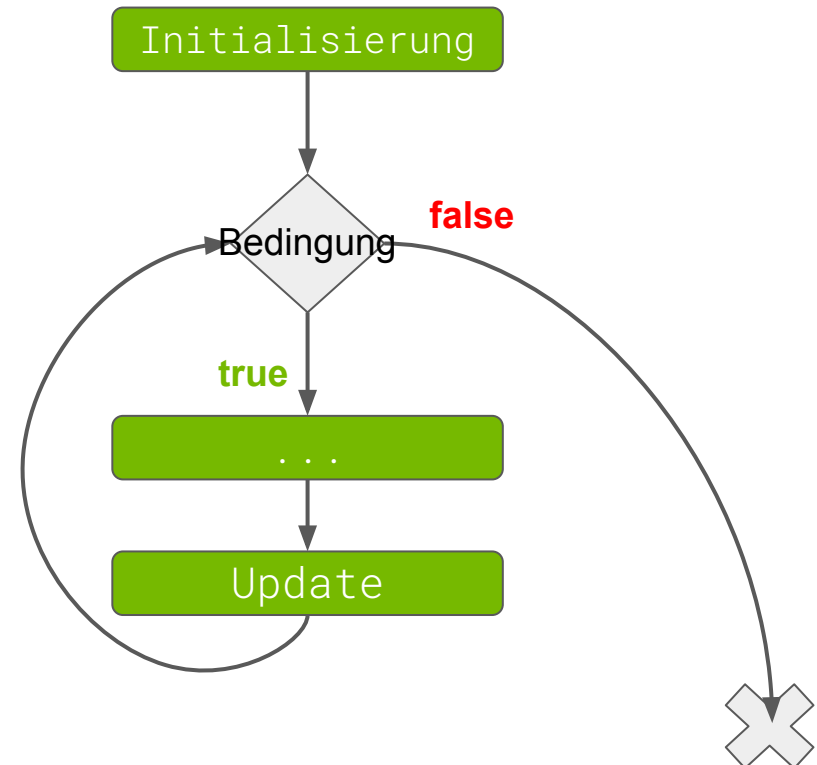 Initialisierung
false
Bedingung
true
...
Update